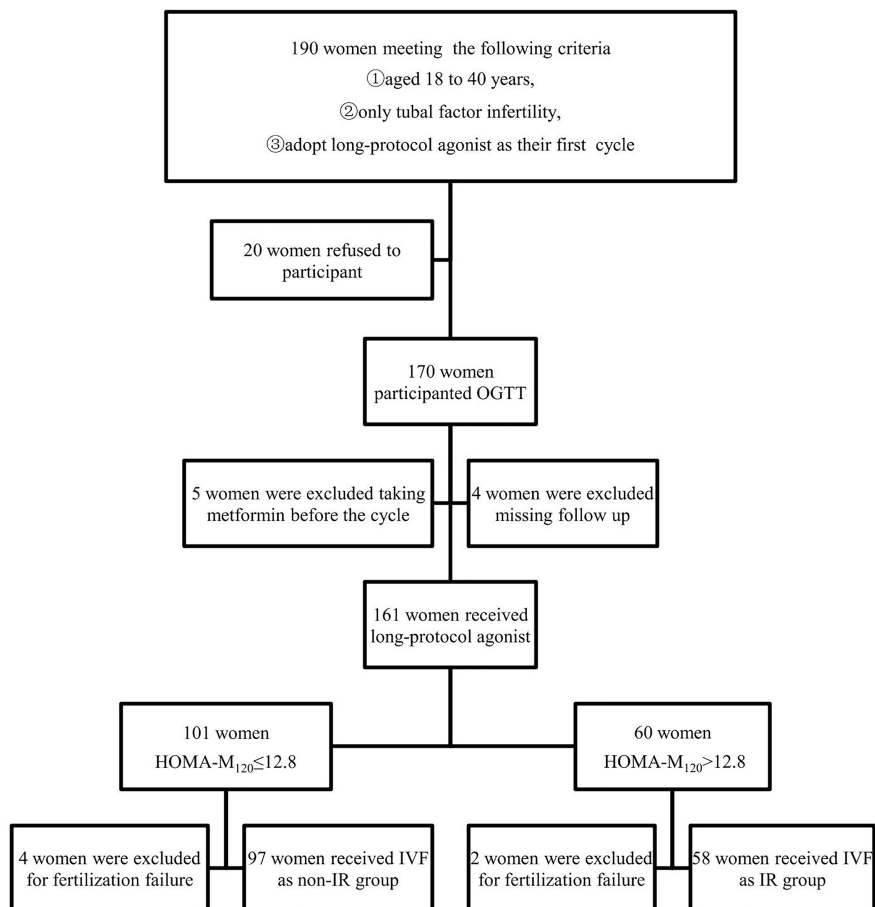 190 women meeting the following criteria
①aged 18 to 40 years,
②only tubal factor infertility,
③adopt long-protocol agonist as their first cycle
20 women refused to
participant
170 women
participanted OGTT
5 women were excluded taking
metformin before the cycle
4 women were excluded
missing follow up
161 women received
long-protocol agonist
101 women
HOMA-M₁₂₀≤12.8
60 women
HOMA-M₁₂₀>12.8
4 women were excluded
for fertilization failure
97 women received IVF
as non-IR group
2 women were excluded
for fertilization failure
58 women received IVF
as IR group